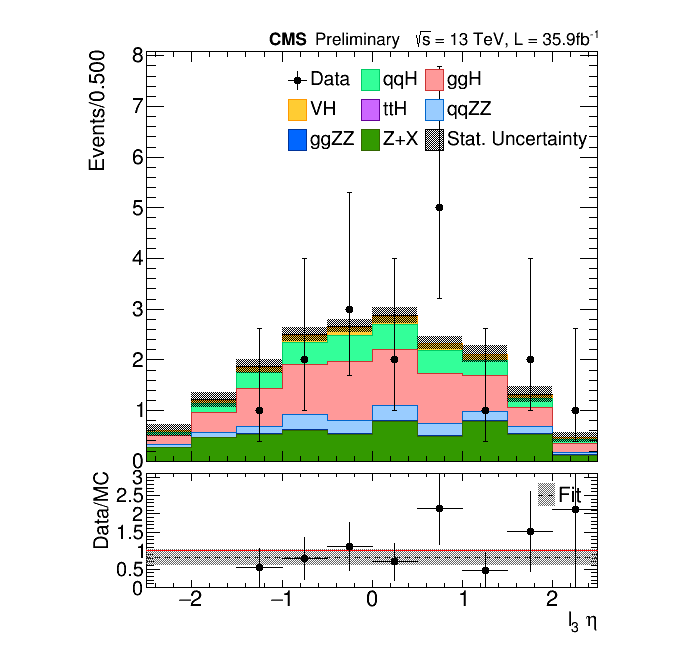 CMS Preliminary √s = 13 TeV, L = 35.9fb⁻¹
Events/0.500
8
7
6
5
4
3
2
1
0
Data qqH ggH
VH ttH qqZZ
ggZZ Z+X Stat. Uncertainty
Data/MC
3
2.5
2
1.5
1
0.5
0
Fit
−2 −1 0 1 2
l₃ η